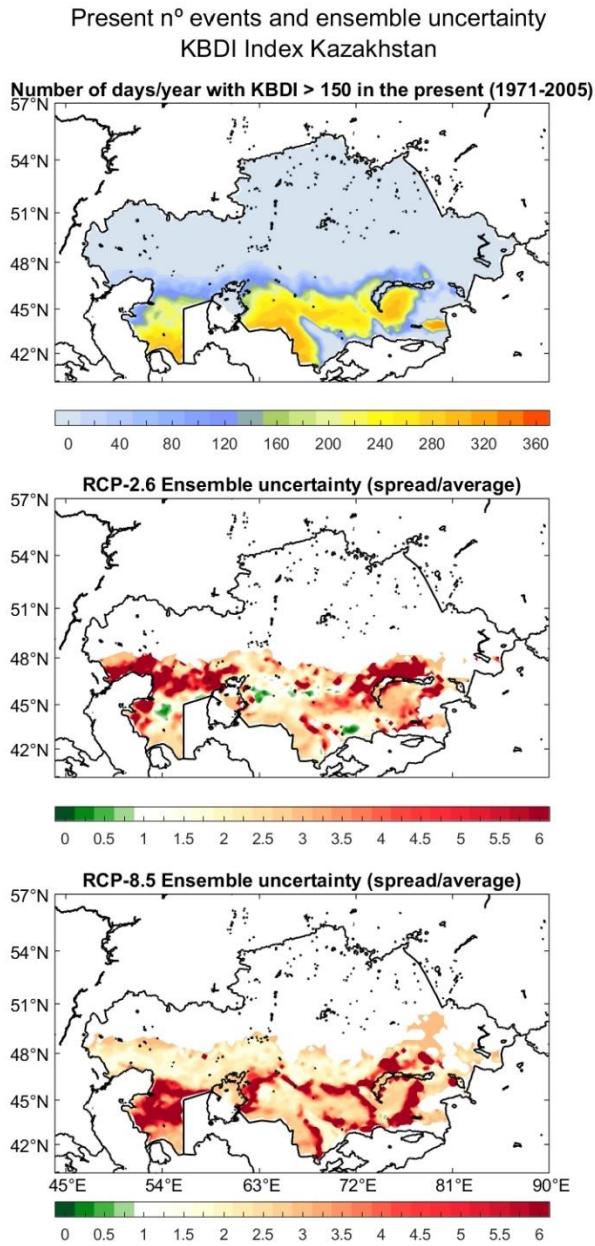 Present nº events and ensemble uncertainty
KBDI Index Kazakhstan
Number of days/year with KBDI > 150 in the present (1971-2005)
57°N
54°N
51°N
48°N
45°N
42°N
0 40 80 120 160 200 240 280 320 360
RCP-2.6 Ensemble uncertainty (spread/average)
57°N
54°N
51°N
48°N
45°N
42°N
0 0.5 1 1.5 2 2.5 3 3.5 4 4.5 5 5.5 6
RCP-8.5 Ensemble uncertainty (spread/average)
57°N
54°N
51°N
48°N
45°N
42°N
45°E 54°E 63°E 72°E 81°E 90°E
0 0.5 1 1.5 2 2.5 3 3.5 4 4.5 5 5.5 6